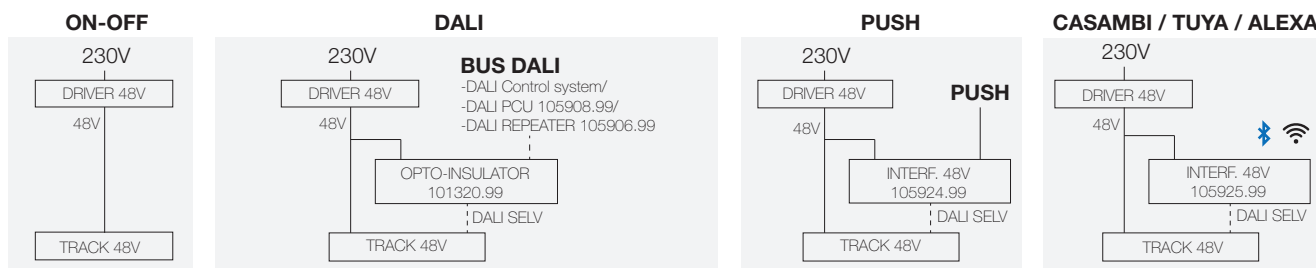 ON-OFF
230V
DRIVER 48V
48V
TRACK 48V
DALI
230V
DRIVER 48V
48V
BUS DALI
-DALI Control system/
-DALI PCU 105908.99/
-DALI REPEATER 105906.99
OPTO-INSULATOR
101320.99
DALI SELV
TRACK 48V
PUSH
230V
DRIVER 48V
PUSH
48V
INTERF. 48V
105924.99
DALI SELV
TRACK 48V
CASAMBI / TUYA / ALEXA
230V
DRIVER 48V
48V
INTERF. 48V
105925.99
DALI SELV
TRACK 48V